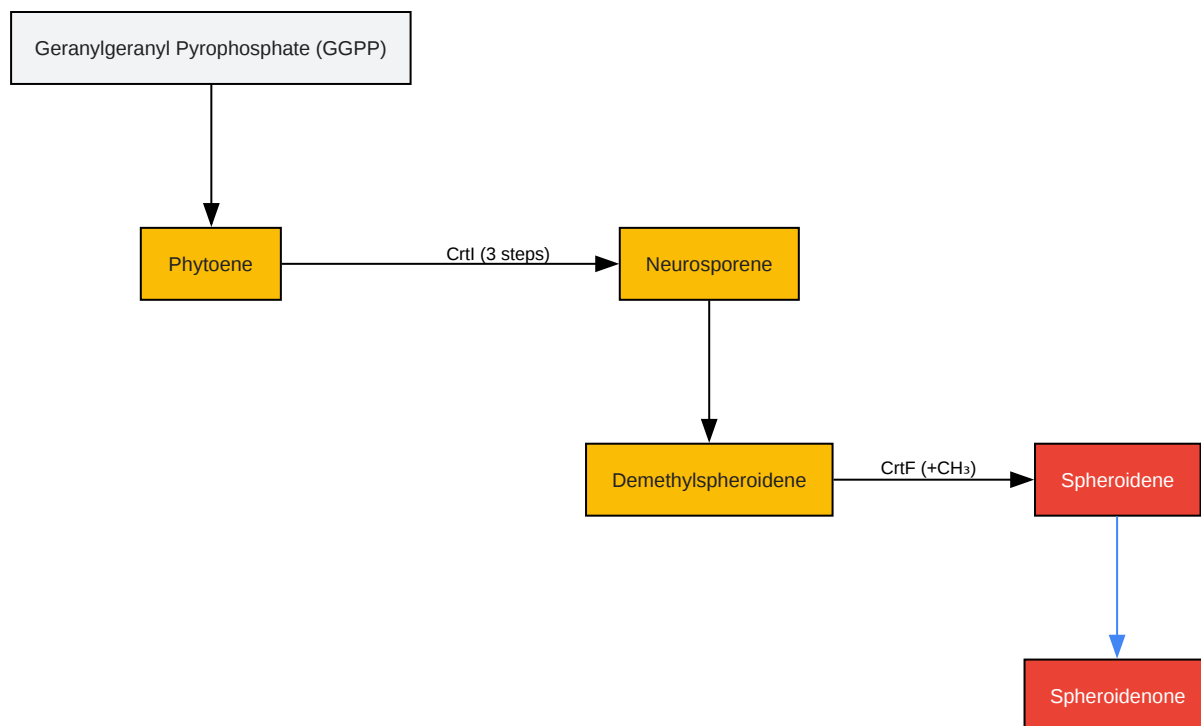 Geranylgeranyl Pyrophosphate (GGPP)
Phytoene
CrtI (3 steps)
Neurosporene
Demethylspheroidene
CrtF (+CH₃)
Spheroidene
Spheroidenone